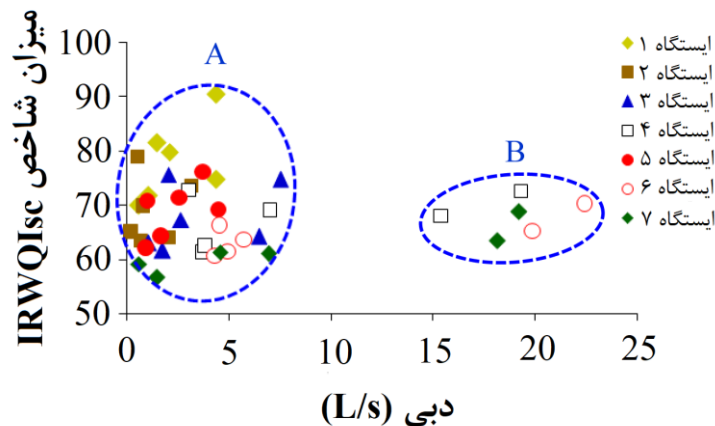 میزان شاخص IRWQIsc
100
90
80
70
60
50
0
5
10
15
20
25
دبی (L/s)
A
B
ایستگاه ۱
ایستگاه ۲
ایستگاه ۳
ایستگاه ۴
ایستگاه ۵
ایستگاه ۶
ایستگاه ۷